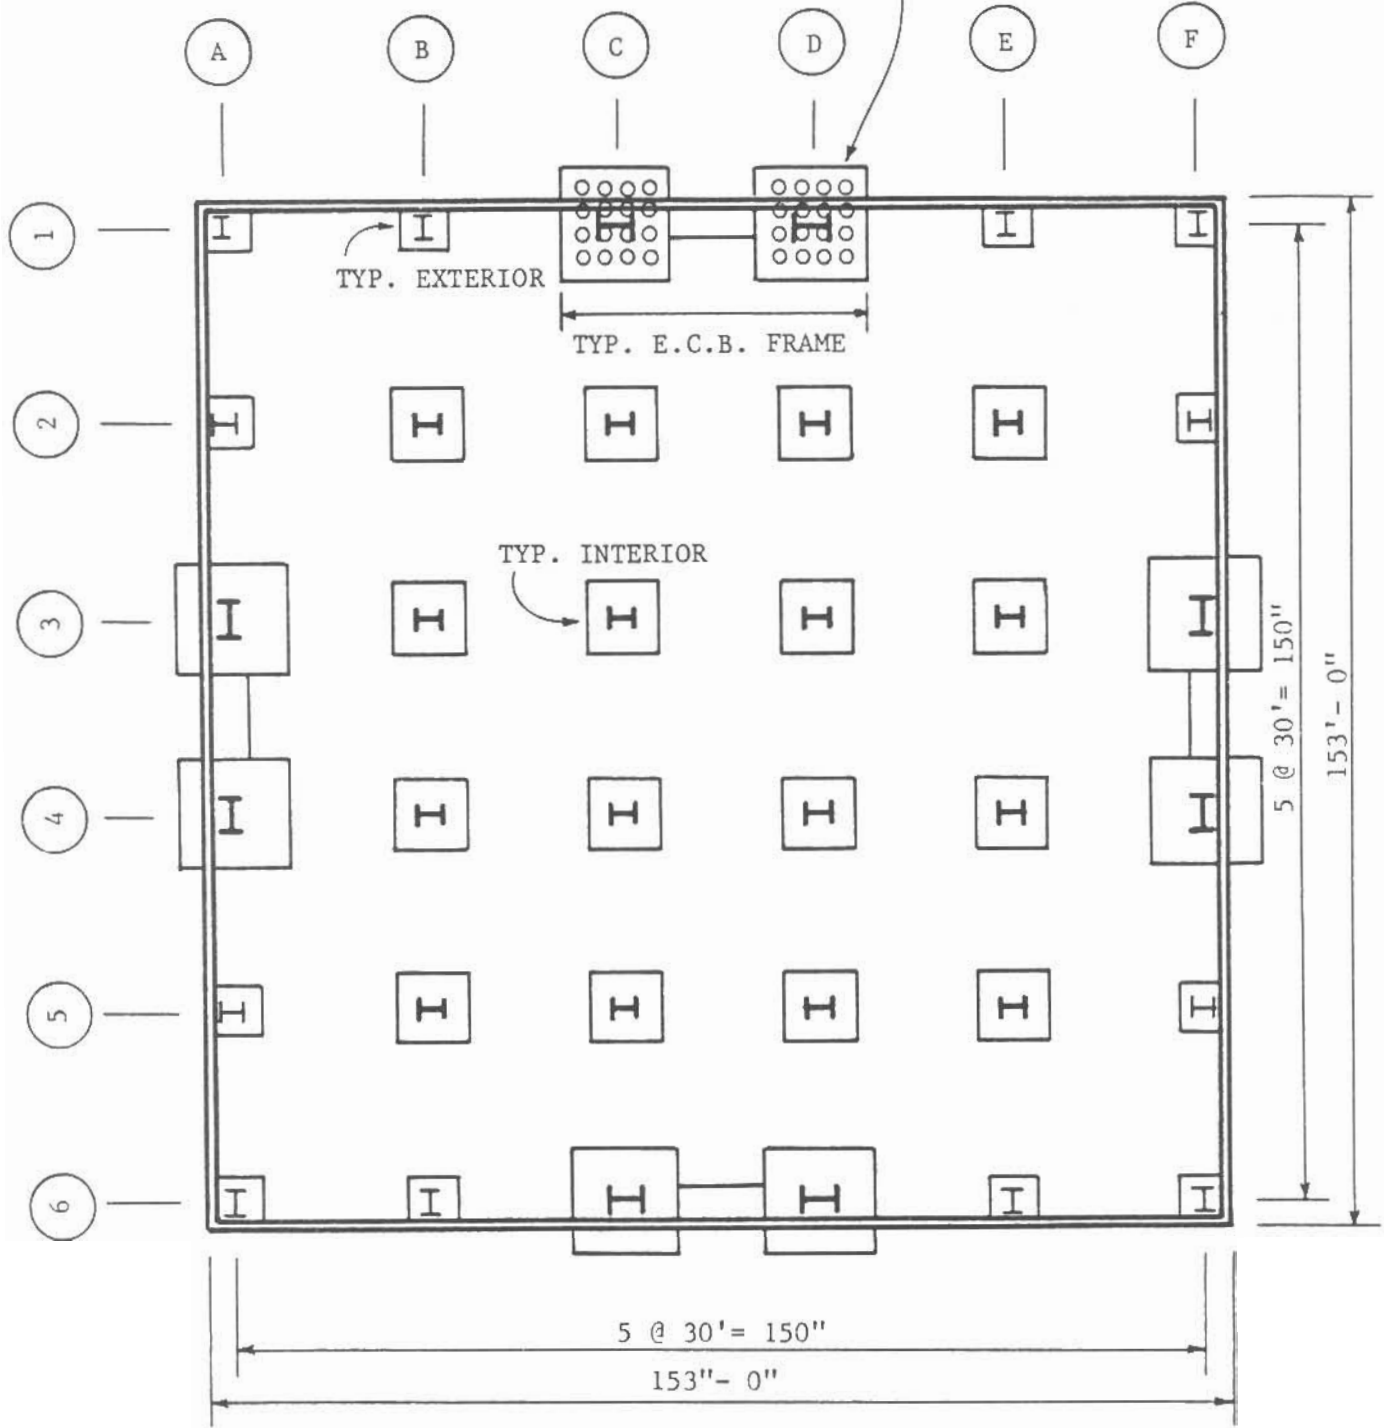 A B C D E F
1
TYP. EXTERIOR
TYP. E.C.B. FRAME
2
TYP. INTERIOR
3
5 @ 30'= 150"
153'- 0"
4
5
6
5 @ 30'= 150"
153"- 0"